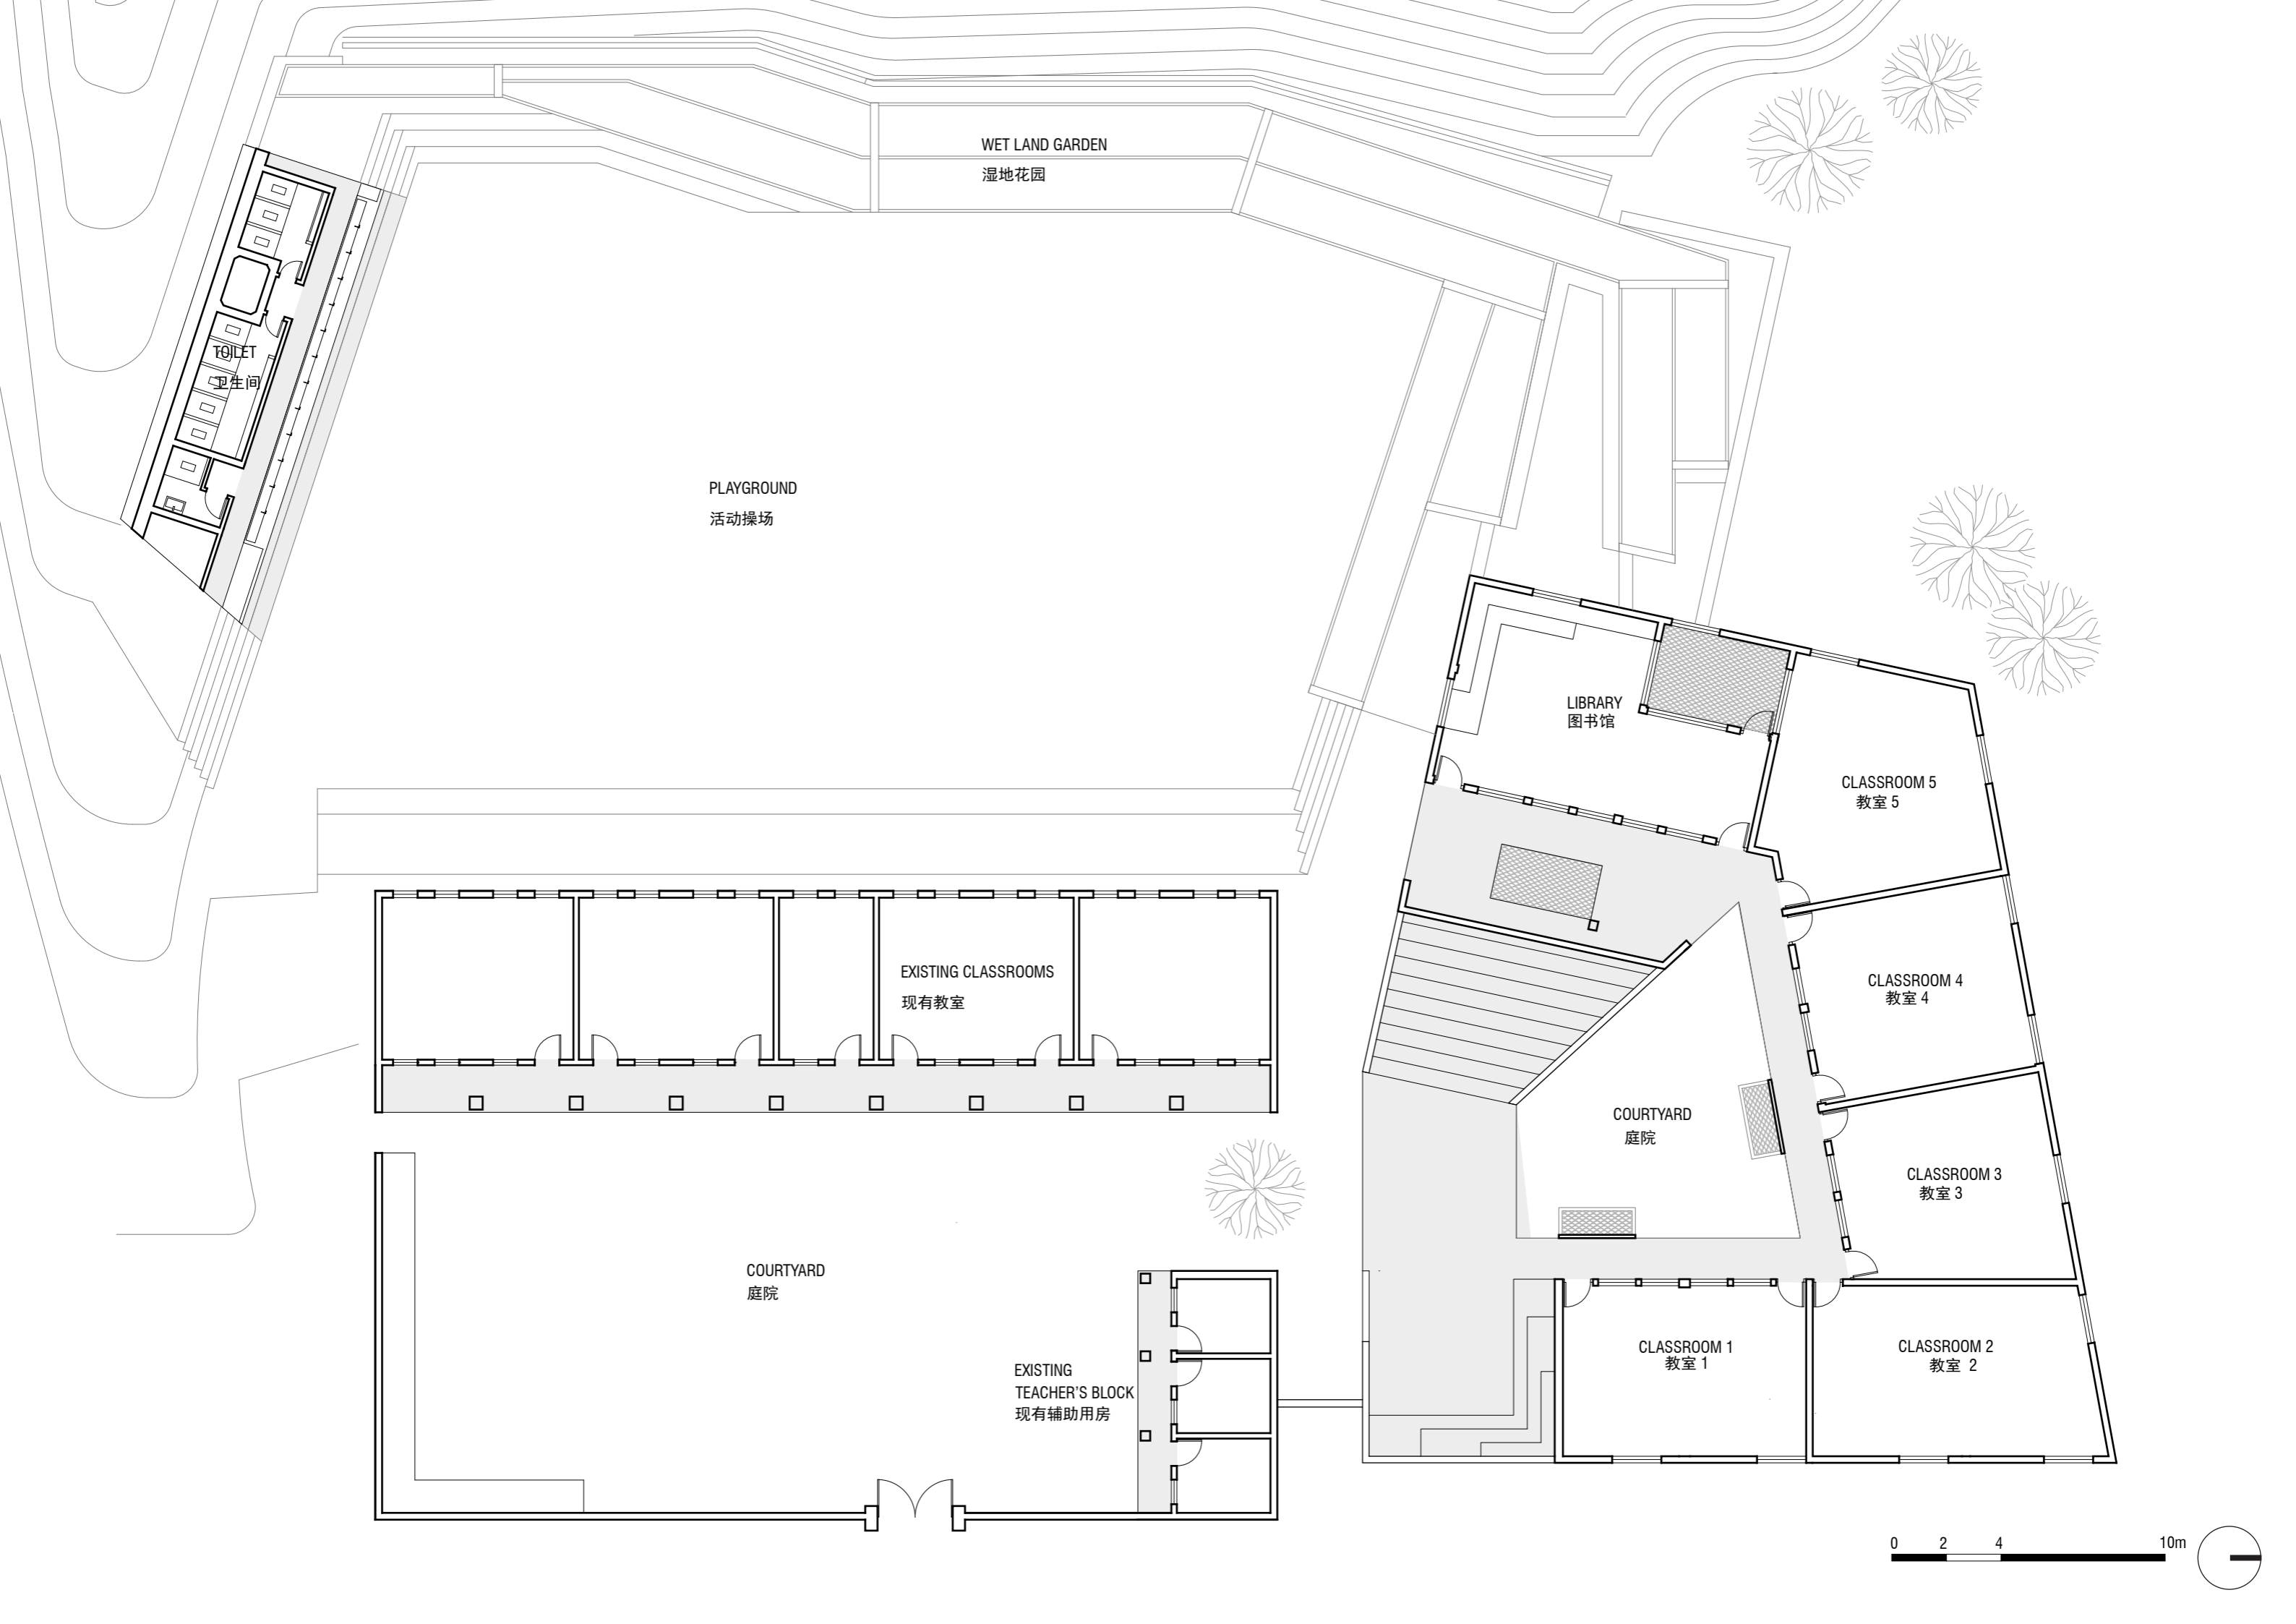 WET LAND GARDEN
湿地花园
TOILET
卫生间
PLAYGROUND
活动操场
LIBRARY
图书馆
CLASSROOM 5
教室 5
EXISTING CLASSROOMS
现有教室
CLASSROOM 4
教室 4
COURTYARD
庭院
CLASSROOM 3
教室 3
COURTYARD
庭院
EXISTING
TEACHER'S BLOCK
现有辅助用房
CLASSROOM 1
教室 1
CLASSROOM 2
教室 2
0 2 4 10m